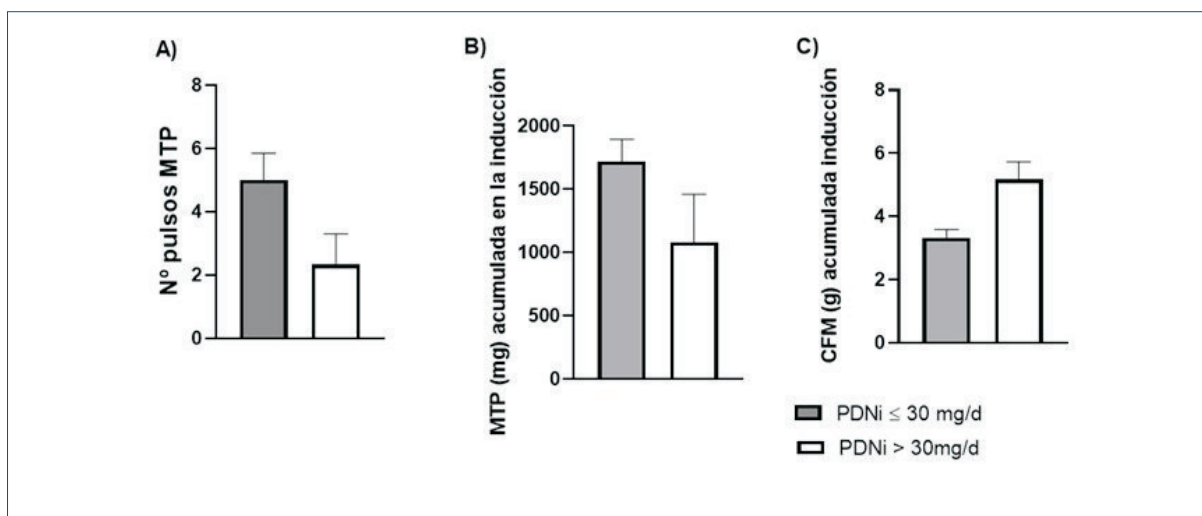 A)
Nº pulsos MTP
8
6
4
2
0
B)
MTP (mg) acumulada en la inducción
2000
1500
1000
500
0
C)
CFM (g) acumulada inducción
8
6
4
2
0
PDNi ≤ 30 mg/d
PDNi > 30mg/d